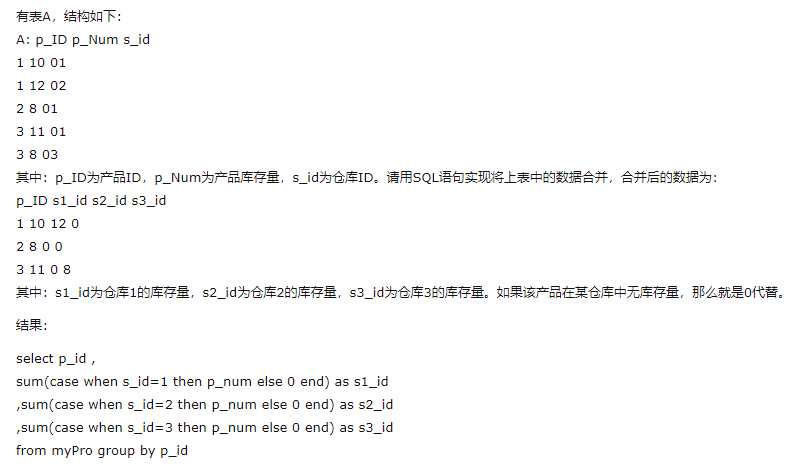 有表A，结构如下：
A: p_ID p_Num s_id
1 10 01
1 12 02
2 8 01
3 11 01
3 8 03
其中：p_ID为产品ID，p_Num为产品库存量，s_id为仓库ID。请用SQL语句实现将上表中的数据合并，合并后的数据为：
p_ID s1_id s2_id s3_id
1 10 12 0
2 8 0 0
3 11 0 8
其中：s1_id为仓库1的库存量，s2_id为仓库2的库存量，s3_id为仓库3的库存量。如果该产品在某仓库中无库存量，那么就是0代替。
结果：
select p_id ,
sum(case when s_id=1 then p_num else 0 end) as s1_id
,sum(case when s_id=2 then p_num else 0 end) as s2_id
,sum(case when s_id=3 then p_num else 0 end) as s3_id
from myPro group by p_id